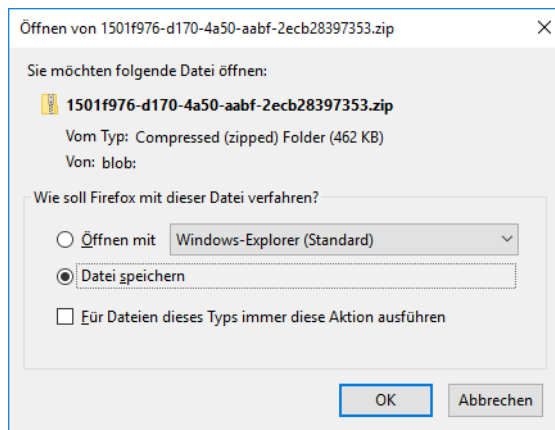 Öffnen von 1501f976-d170-4a50-aabf-2ecb28397353.zip
Sie möchten folgende Datei öffnen:
1501f976-d170-4a50-aabf-2ecb28397353.zip
Vom Typ: Compressed (zipped) Folder (462 KB)
Von: blob:
Wie soll Firefox mit dieser Datei verfahren?
Öffnen mit Windows-Explorer (Standard)
Datei speichern
Für Dateien dieses Typs immer diese Aktion ausführen
OK Abbrechen